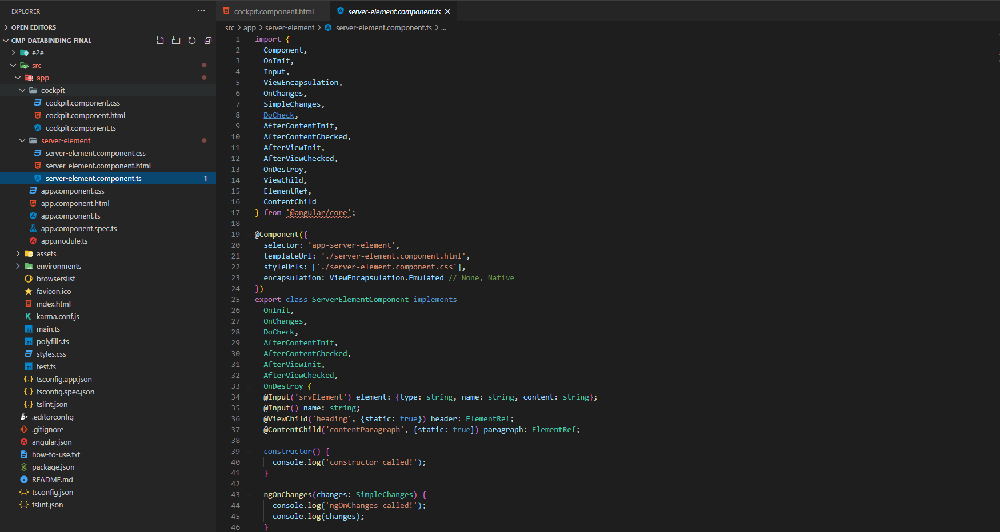 EXPLORER
···
OPEN EDITORS
CMP-DATABINDING-FINAL
e2e
src
app
cockpit
cockpit.component.css
cockpit.component.html
cockpit.component.ts
server-element
server-element.component.css
server-element.component.html
server-element.component.ts 1
app.component.css
app.component.html
app.component.ts
app.component.spec.ts
app.module.ts
assets
environments
browserslist
favicon.ico
index.html
karma.conf.js
main.ts
polyfills.ts
styles.css
test.ts
{..} tsconfig.app.json
{..} tsconfig.spec.json
{..} tslint.json
.editorconfig
.gitignore
angular.json
how-to-use.txt
package.json
README.md
{..} tsconfig.json
{..} tslint.json
cockpit.component.html
server-element.component.ts
src > app > server-element > server-element.component.ts > ...
1 import {
2 Component,
3 OnInit,
4 Input,
5 ViewEncapsulation,
6 OnChanges,
7 SimpleChanges,
8 DoCheck,
9 AfterContentInit,
10 AfterContentChecked,
11 AfterViewInit,
12 AfterViewChecked,
13 OnDestroy,
14 ViewChild,
15 ElementRef,
16 ContentChild
17 } from '@angular/core';
18
19 @Component({
20 selector: 'app-server-element',
21 templateUrl: './server-element.component.html',
22 styleUrls: ['./server-element.component.css'],
23 encapsulation: ViewEncapsulation.Emulated // None, Native
24 })
25 export class ServerElementComponent implements
26 OnInit,
27 OnChanges,
28 DoCheck,
29 AfterContentInit,
30 AfterContentChecked,
31 AfterViewInit,
32 AfterViewChecked,
33 OnDestroy {
34 @Input('srvElement') element: {type: string, name: string, content: string};
35 @Input() name: string;
36 @ViewChild('heading', {static: true}) header: ElementRef;
37 @ContentChild('contentParagraph', {static: true}) paragraph: ElementRef;
38
39 constructor() {
40 console.log('constructor called!');
41 }
42
43 ngOnChanges(changes: SimpleChanges) {
44 console.log('ngOnChanges called!');
45 console.log(changes);
46 }